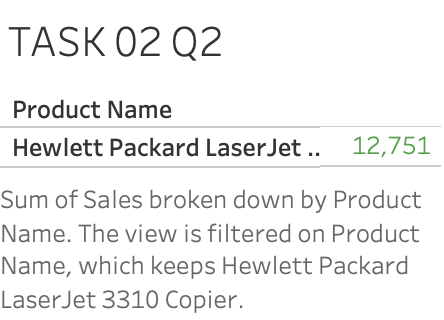 TASK 02 Q2
Product Name
Hewlett Packard LaserJet .. 12,751
Sum of Sales broken down by Product
Name. The view is filtered on Product
Name, which keeps Hewlett Packard
LaserJet 3310 Copier.